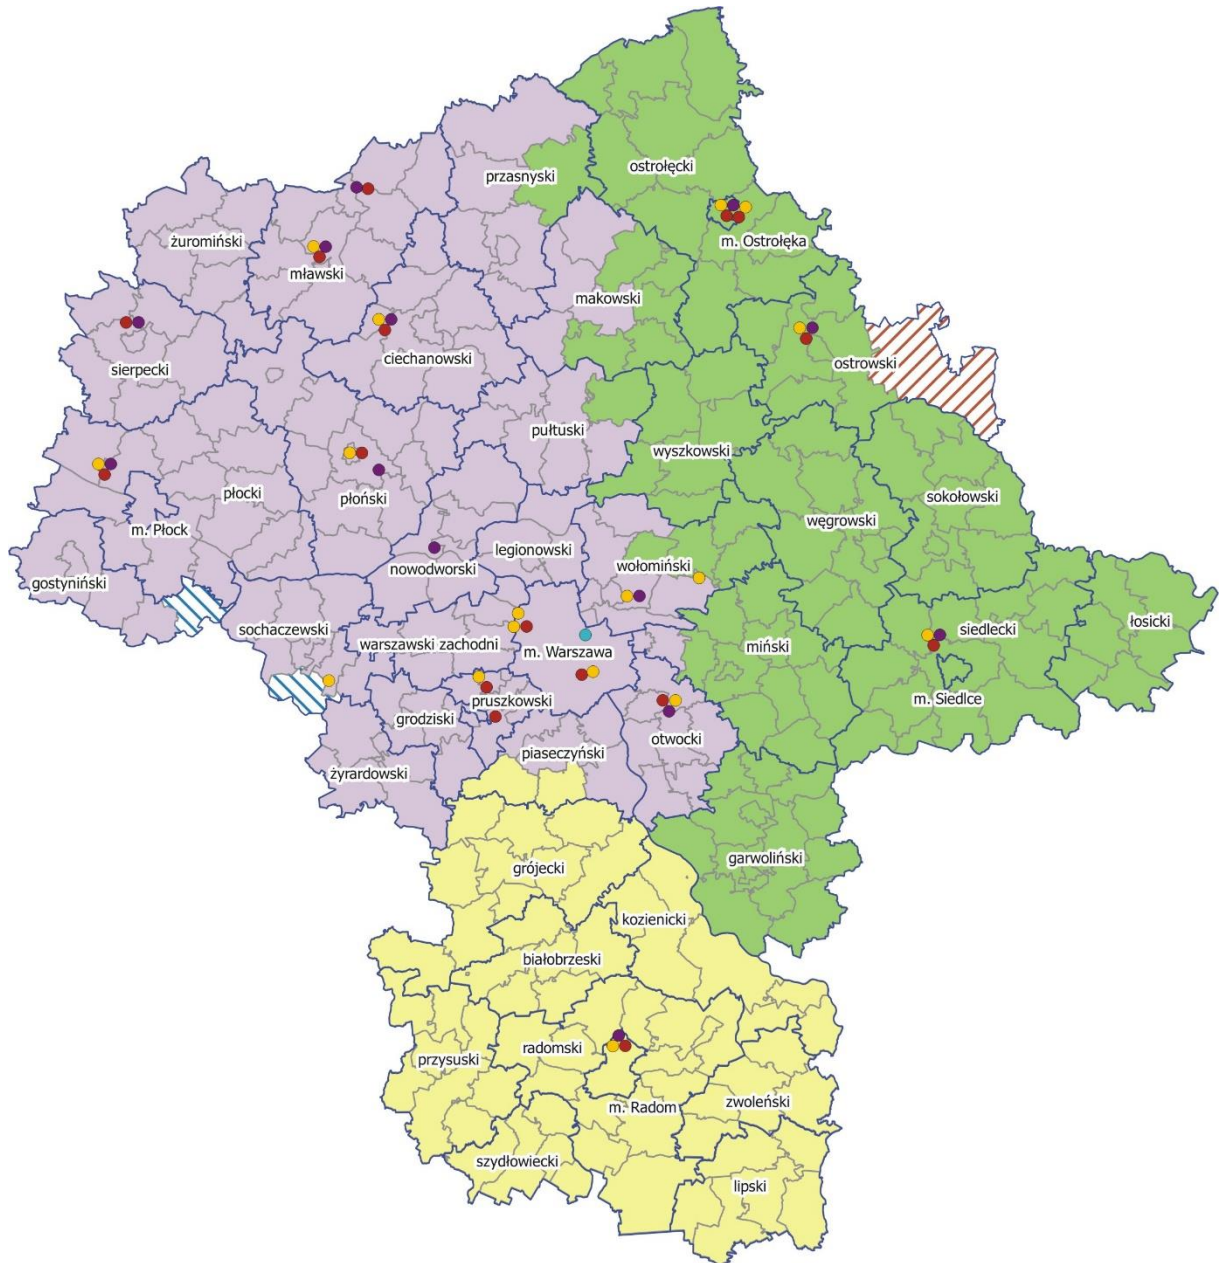 ostrołęcki
przasnyski
żuromiński
m. Ostrołęka
mławski
makowski
ciechanowski
ostrowski
sierpecki
pułtuski
wyszkowski
sokołowski
płocki
płoński
węgrowski
m. Płock
legionowski
wołomiński
nowodworski
gostyniński
łosicki
sochaczewski
siedlecki
warszawski zachodni
miński
m. Warszawa
m. Siedlce
pruszkowski
grodziski
otwocki
piaseczyński
żyrardowski
garwoliński
grójecki
kozienicki
białobrzeski
radomski
przysuski
zwoleński
m. Radom
szydłowiecki
lipski